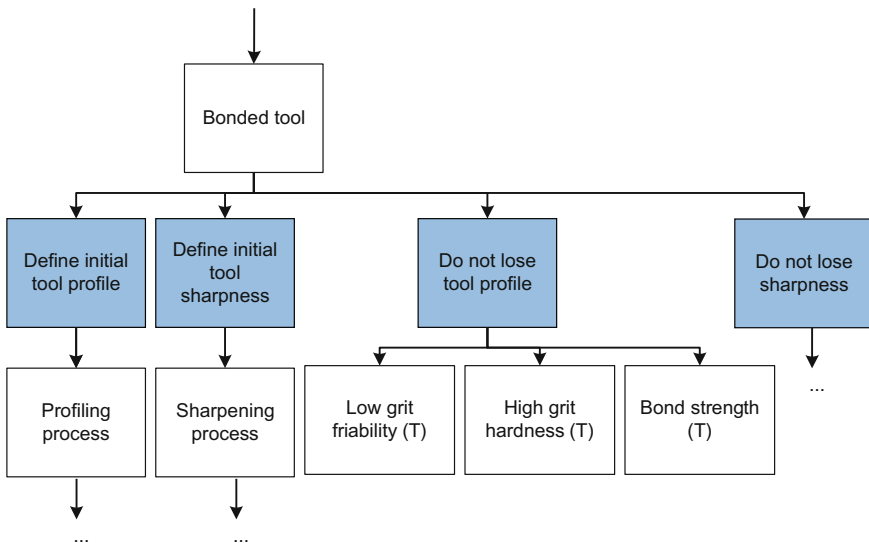 Bonded tool
Define initial
tool profile
Define initial
tool
sharpness
Do not lose
tool profile
Do not lose
sharpness
Profiling
process
Sharpening
process
Low grit
friability (T)
High grit
hardness (T)
Bond strength
(T)
...
...
...